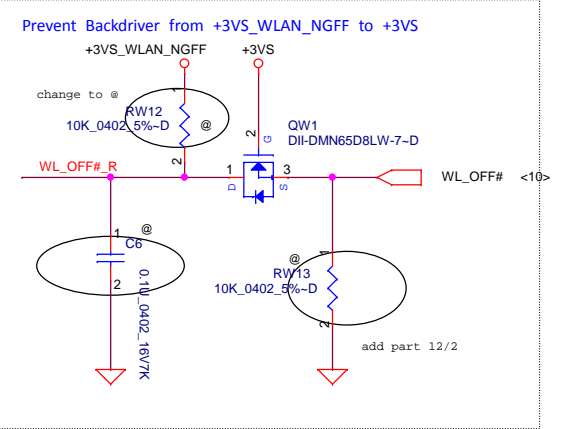 Prevent Backdriver from +3VS_WLAN_NGFF to +3VS
+3VS_WLAN_NGFF
+3VS
change to @
1
RW12
10K_0402_5%~D
@
2
QW1
DII-DMN65D8LW-7~D
2
G
WL_OFF#_R
1
D
S
3
WL_OFF# <10>
1
@
C6
2
0.1U_0402_16V7K
@
1
RW13
10K_0402_5%~D
2
add part 12/2